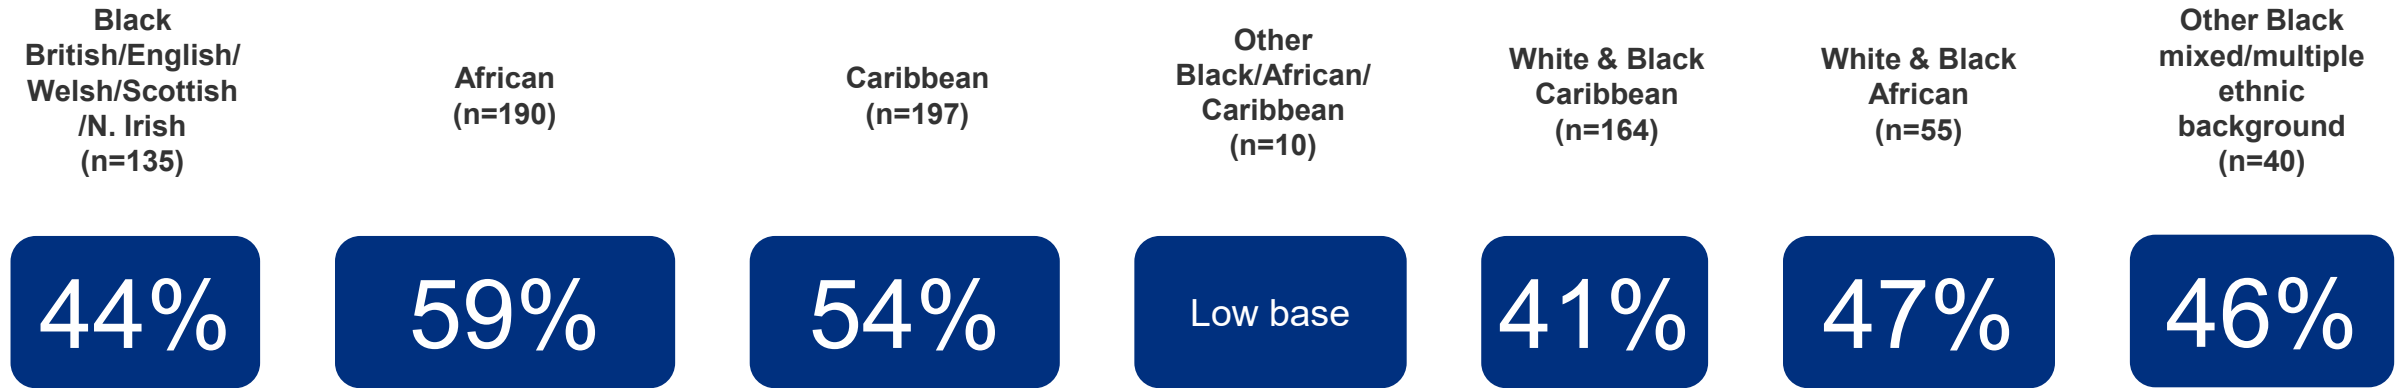 Black
British/English/
Welsh/Scottish
/N. Irish
(n=135)
African
(n=190)
Caribbean
(n=197)
Other
Black/African/
Caribbean
(n=10)
White & Black
Caribbean
(n=164)
White & Black
African
(n=55)
Other Black
mixed/multiple
ethnic
background
(n=40)
44%
59%
54%
Low base
41%
47%
46%